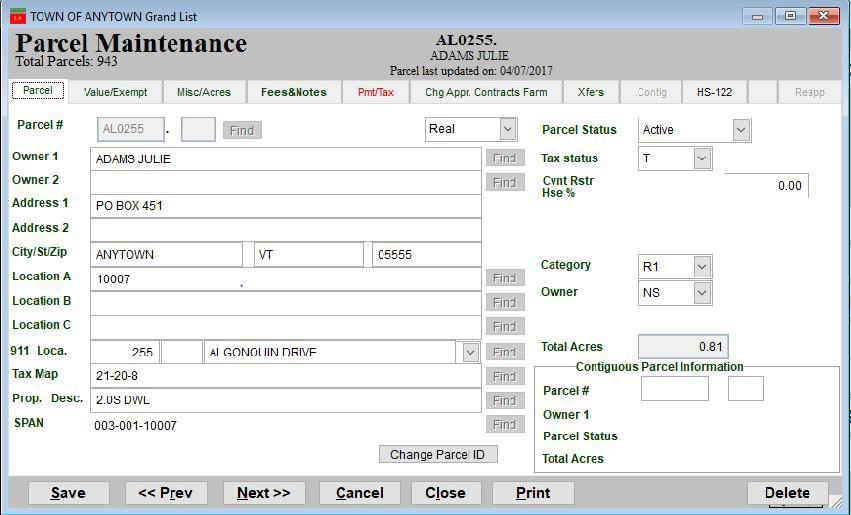 TOWN OF ANYTOWN Grand List
Parcel Maintenance
Total Parcels: 943
AL0255.
ADAMS JULIE
Parcel last updated on: 04/07/2017
Parcel Value/Exempt Misc/Acres Fees&Notes Pmt/Tax Chg Appr. Contracts Farm Xfers Contig HS-122 Reapp
Parcel # AL0255 . Find Real Parcel Status Active
Owner 1 ADAMS JULIE Find Tax status T
Owner 2 Find Cvnt Rstr Hse % 0.00
Address 1 PO BOX 451
Address 2
City/St/Zip ANYTOWN VT 05555
Location A 10007 Find Category R1
Location B Find Owner NS
Location C Find
911 Loca. 255 ALGONQUIN DRIVE Find Total Acres 0.81
Tax Map 21-20-8 Find Contiguous Parcel Information
Prop. Desc. 2.0S DWL Find Parcel #
SPAN 003-001-10007 Find Owner 1
Parcel Status
Change Parcel ID Total Acres
Save << Prev Next >> Cancel Close Print Delete